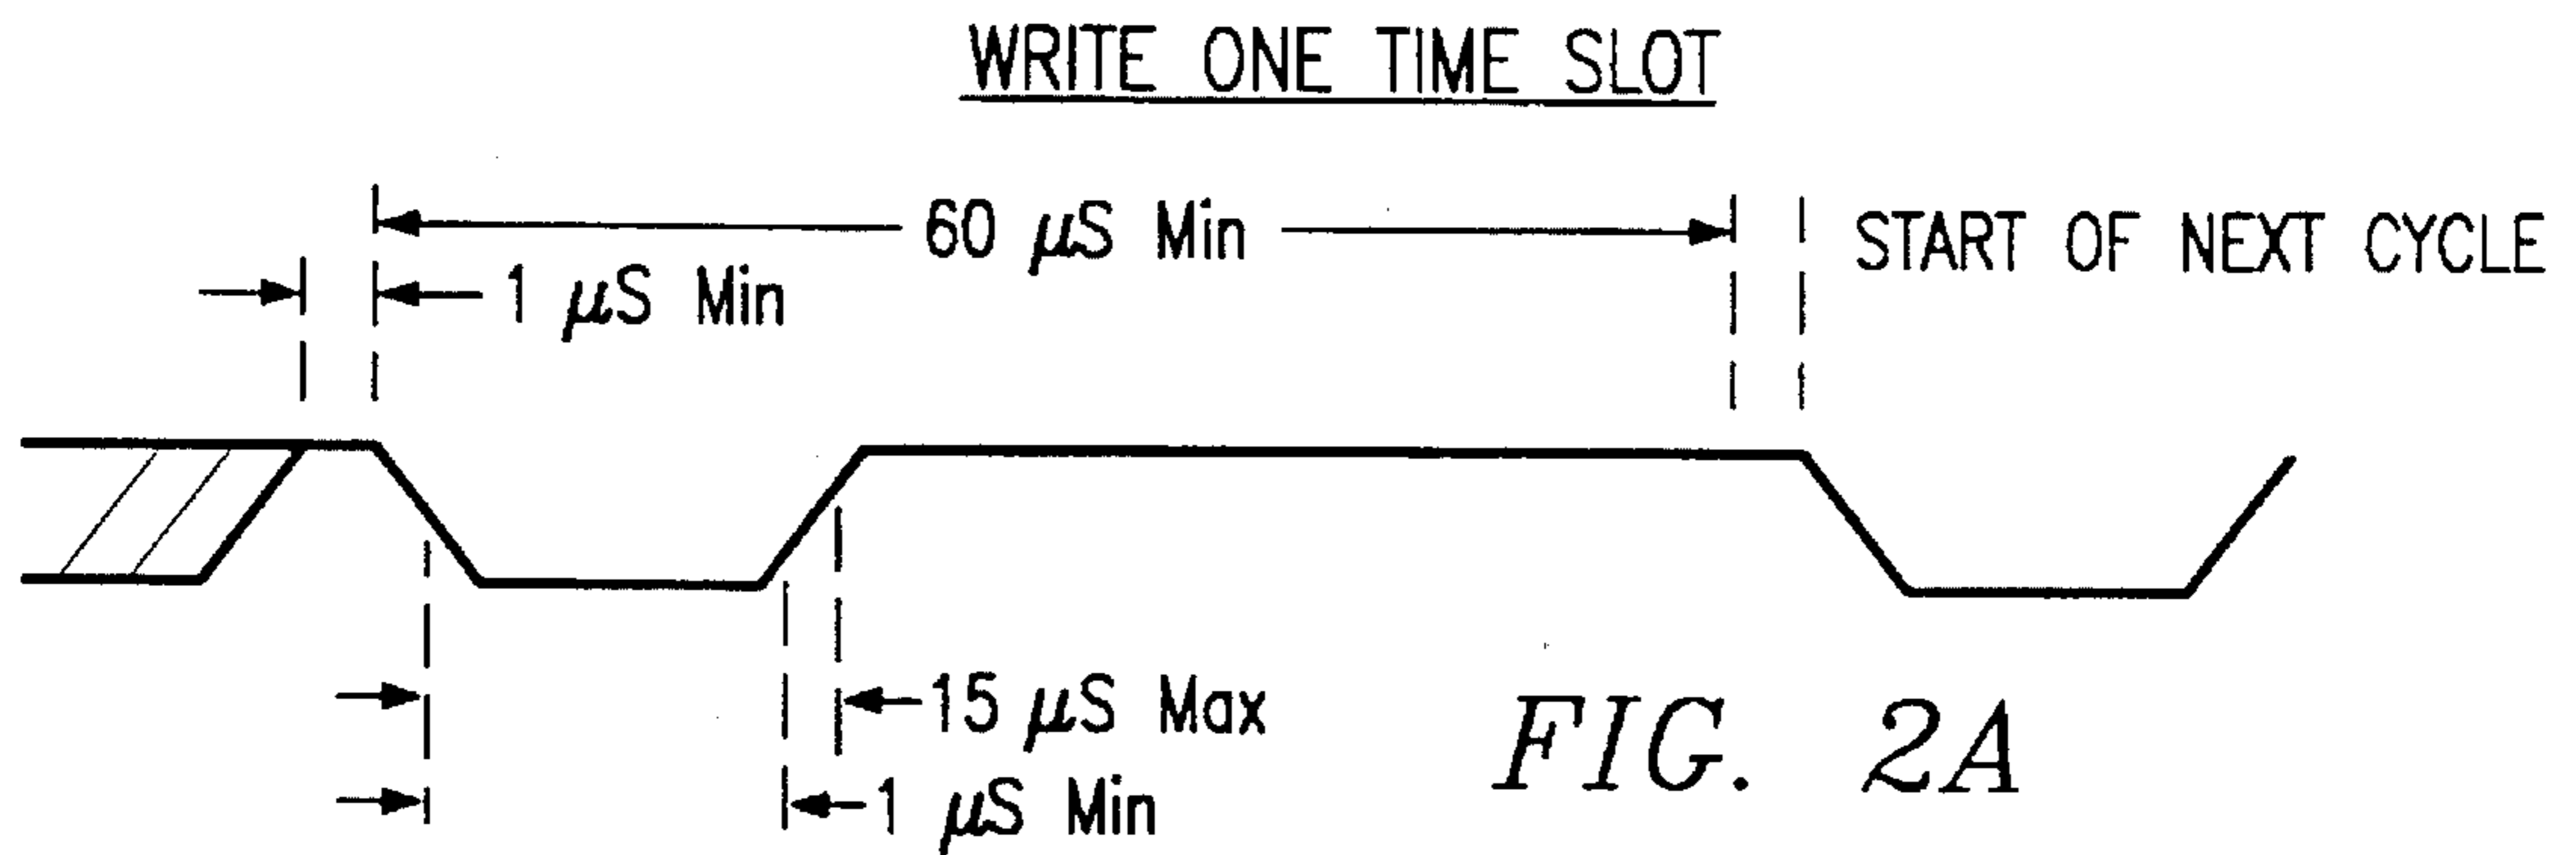 WRITE ONE TIME SLOT
60 μS Min
START OF NEXT CYCLE
1 μS Min
15 μS Max
1 μS Min
FIG. 2A